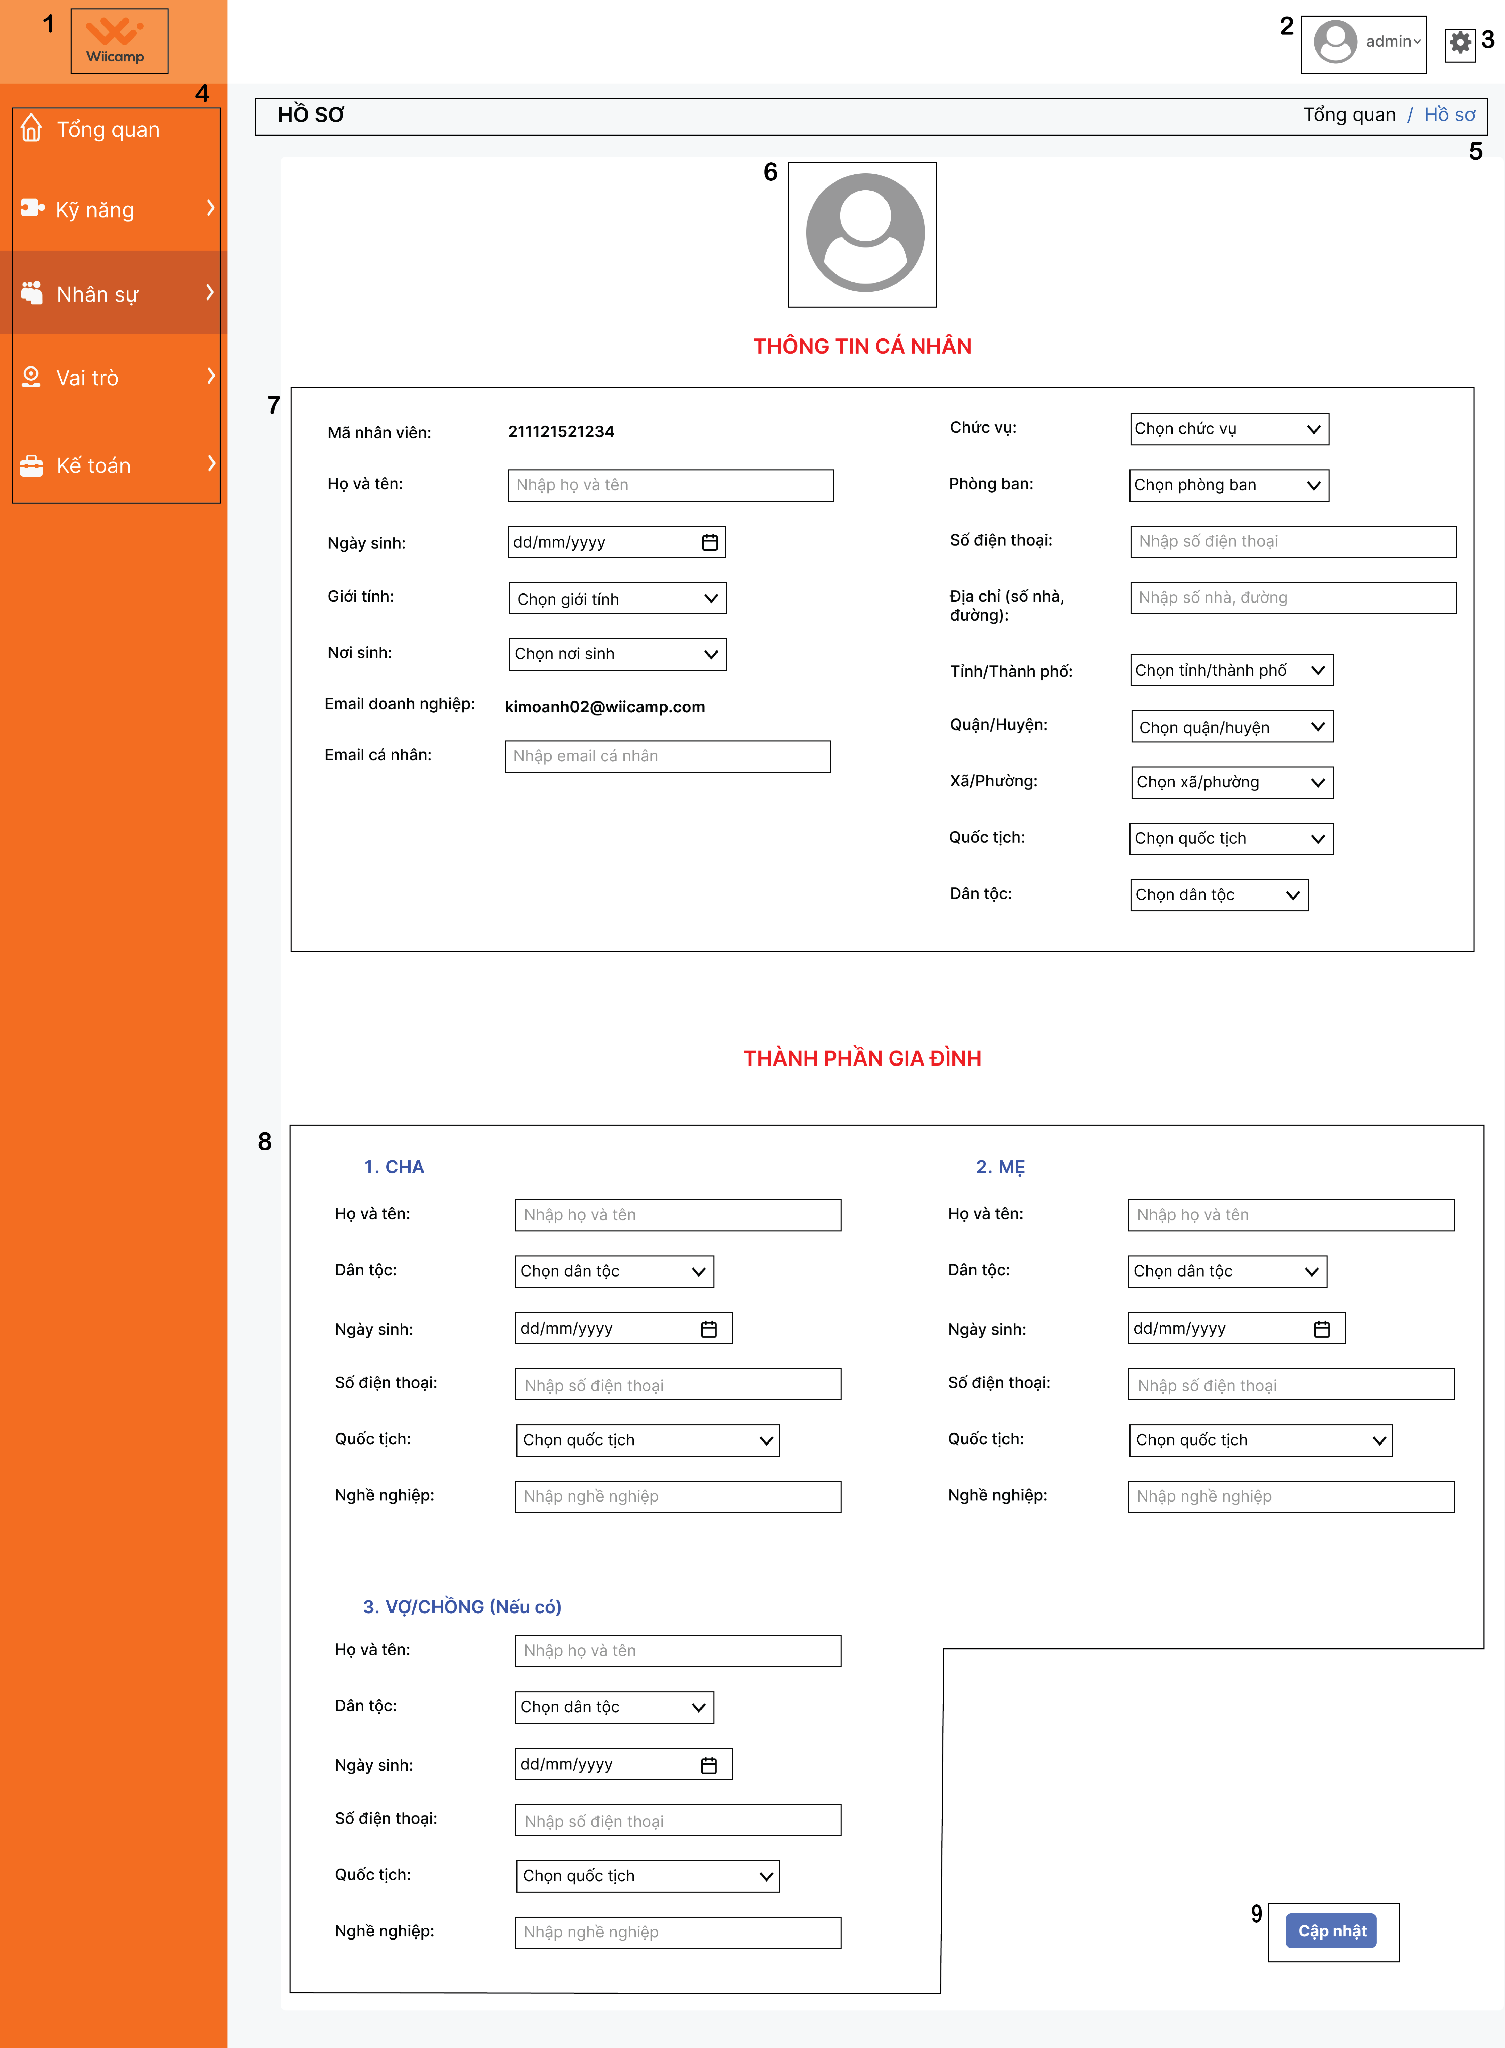 1
Wiicamp
2
admin
3
4
Tổng quan
Kỹ năng
Nhân sự
Vai trò
Kế toán
HỒ SƠ
Tổng quan / Hồ sơ
5
6
THÔNG TIN CÁ NHÂN
7
Mã nhân viên: 211121521234
Họ và tên: Nhập họ và tên
Ngày sinh: dd/mm/yyyy
Giới tính: Chọn giới tính
Nơi sinh: Chọn nơi sinh
Email doanh nghiệp: kimoanh02@wiicamp.com
Email cá nhân: Nhập email cá nhân
Chức vụ: Chọn chức vụ
Phòng ban: Chọn phòng ban
Số điện thoại: Nhập số điện thoại
Địa chỉ (số nhà, Nhập số nhà, đường
đường):
Tỉnh/Thành phố: Chọn tỉnh/thành phố
Quận/Huyện: Chọn quận/huyện
Xã/Phường: Chọn xã/phường
Quốc tịch: Chọn quốc tịch
Dân tộc: Chọn dân tộc
THÀNH PHẦN GIA ĐÌNH
8
1. CHA
Họ và tên: Nhập họ và tên
Dân tộc: Chọn dân tộc
Ngày sinh: dd/mm/yyyy
Số điện thoại: Nhập số điện thoại
Quốc tịch: Chọn quốc tịch
Nghề nghiệp: Nhập nghề nghiệp
2. MẸ
Họ và tên: Nhập họ và tên
Dân tộc: Chọn dân tộc
Ngày sinh: dd/mm/yyyy
Số điện thoại: Nhập số điện thoại
Quốc tịch: Chọn quốc tịch
Nghề nghiệp: Nhập nghề nghiệp
3. VỢ/CHỒNG (Nếu có)
Họ và tên: Nhập họ và tên
Dân tộc: Chọn dân tộc
Ngày sinh: dd/mm/yyyy
Số điện thoại: Nhập số điện thoại
Quốc tịch: Chọn quốc tịch
Nghề nghiệp: Nhập nghề nghiệp
9
Cập nhật